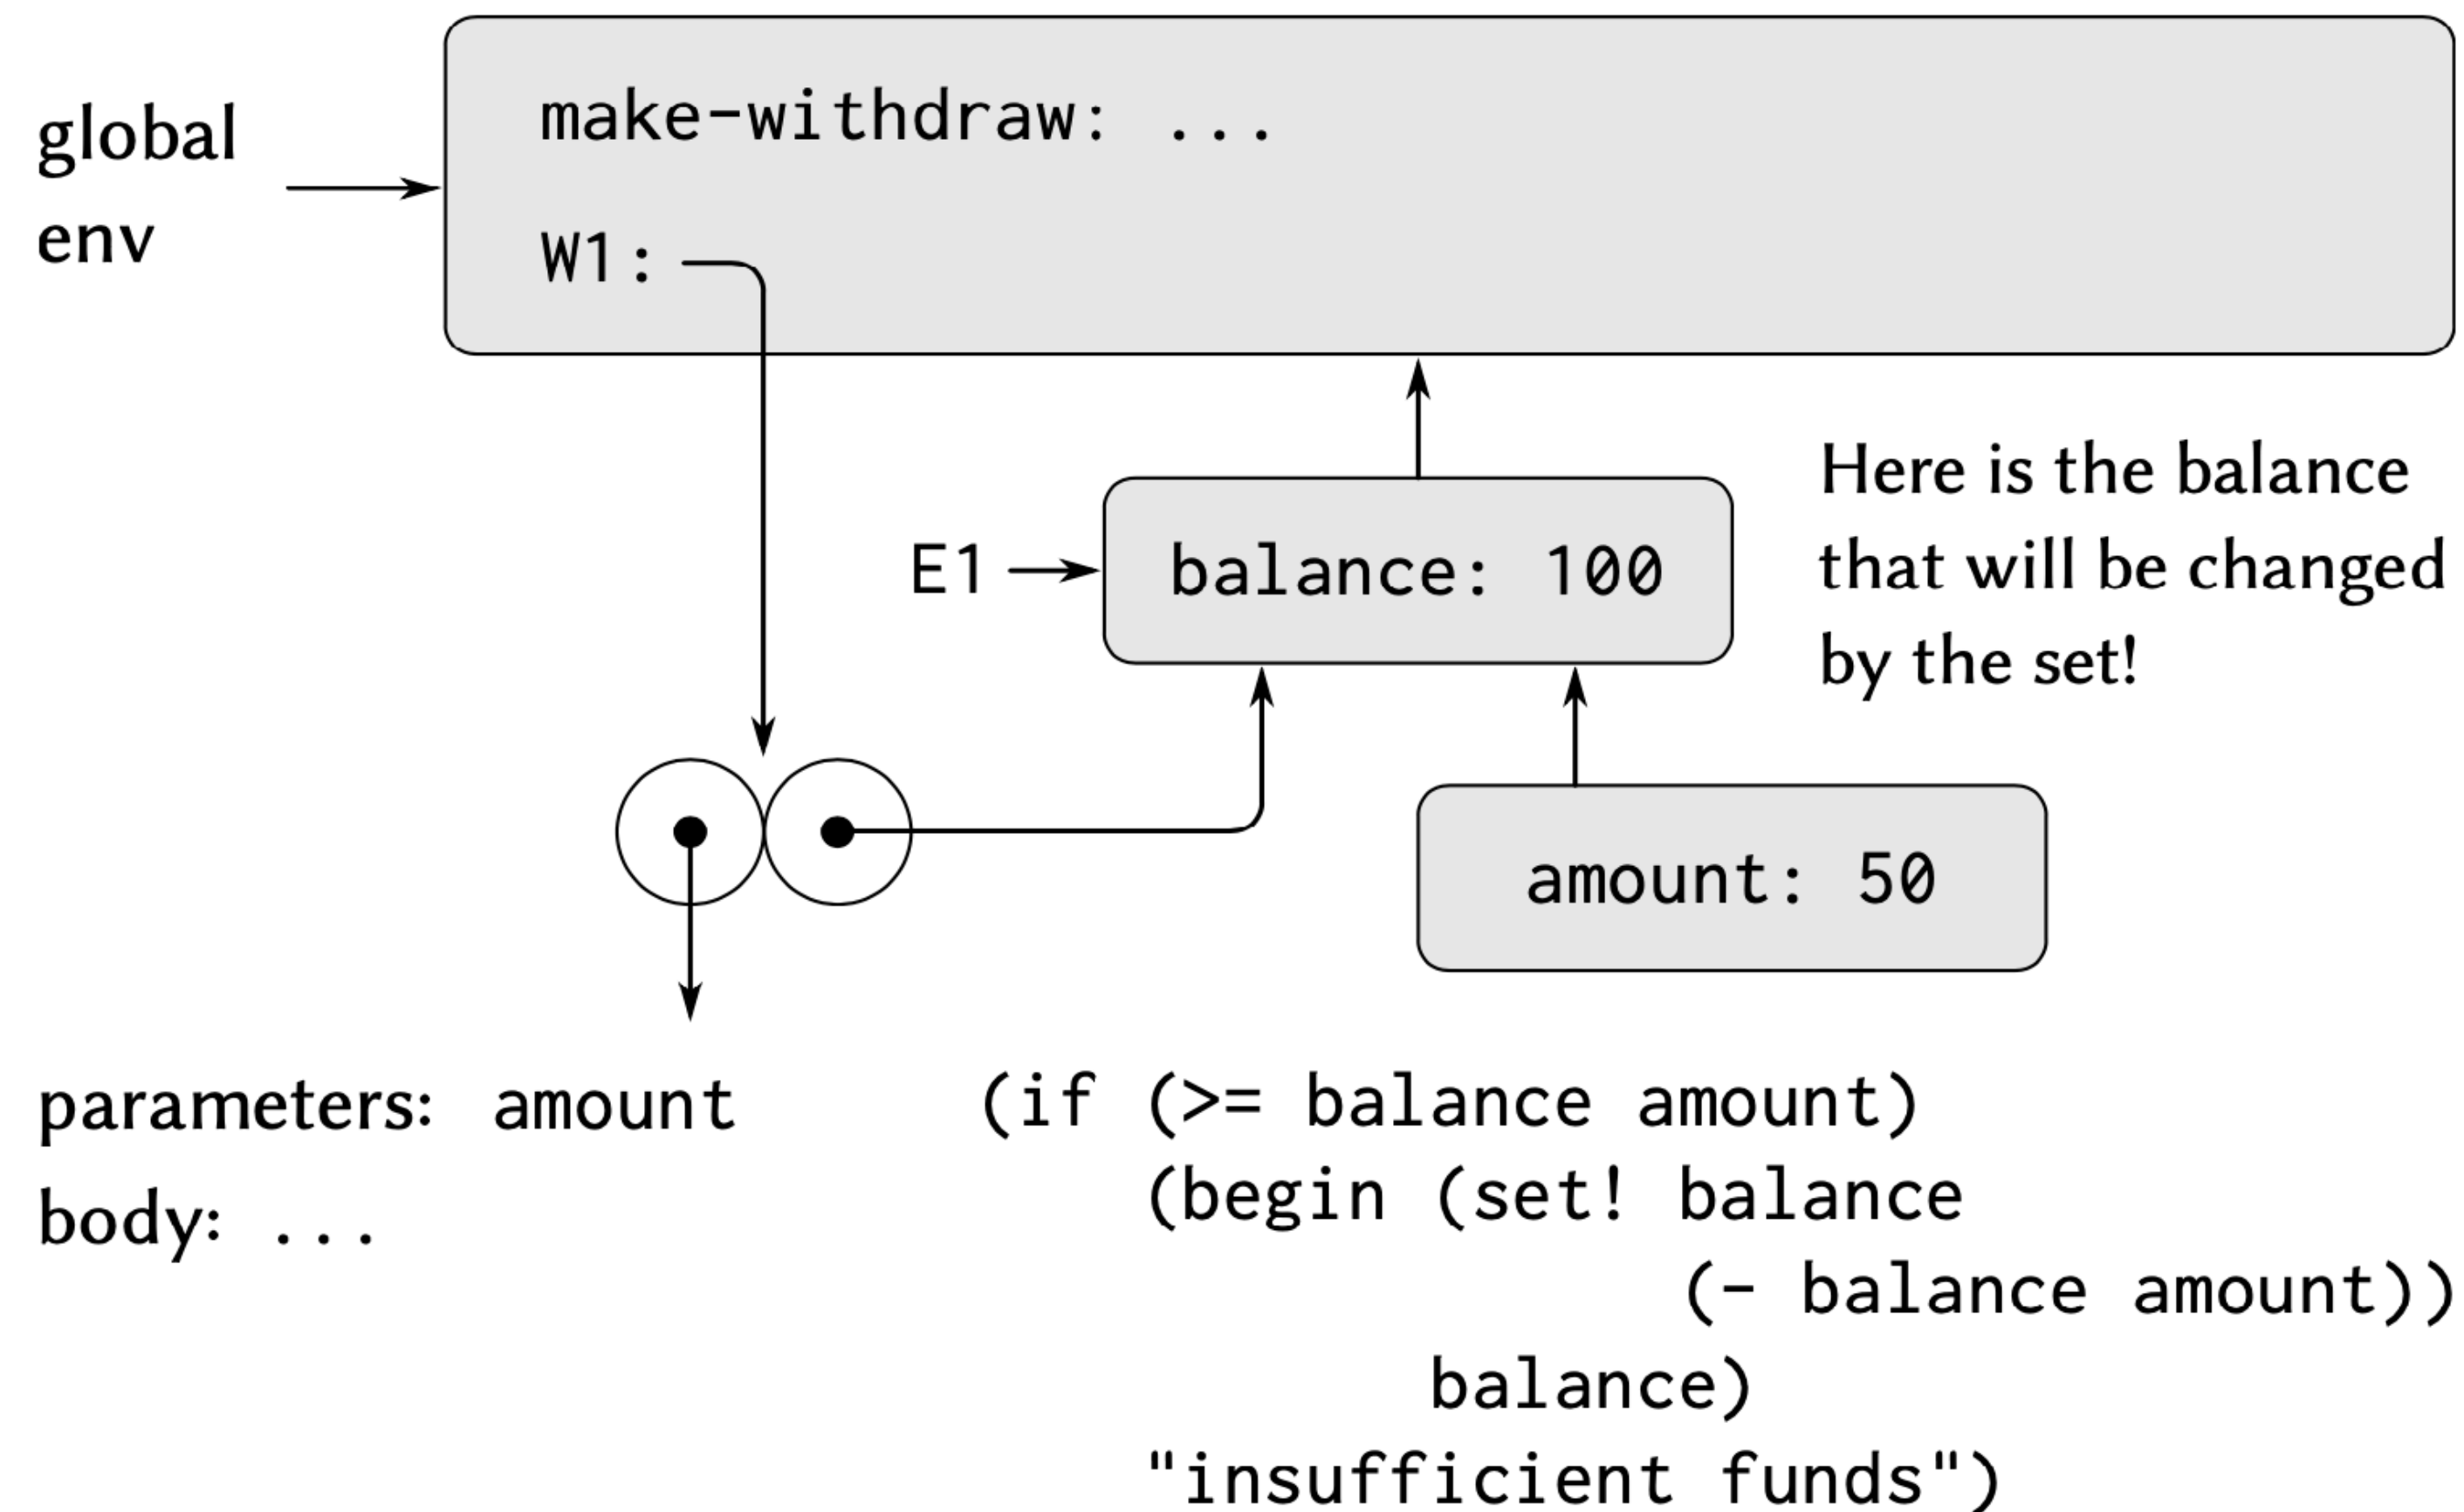 global
env
make-withdraw: ...
W1:
E1
balance: 100
Here is the balance
that will be changed
by the set!
amount: 50
parameters: amount
body: ...
(if (>= balance amount)
(begin (set! balance
(- balance amount))
balance)
"insufficient funds")